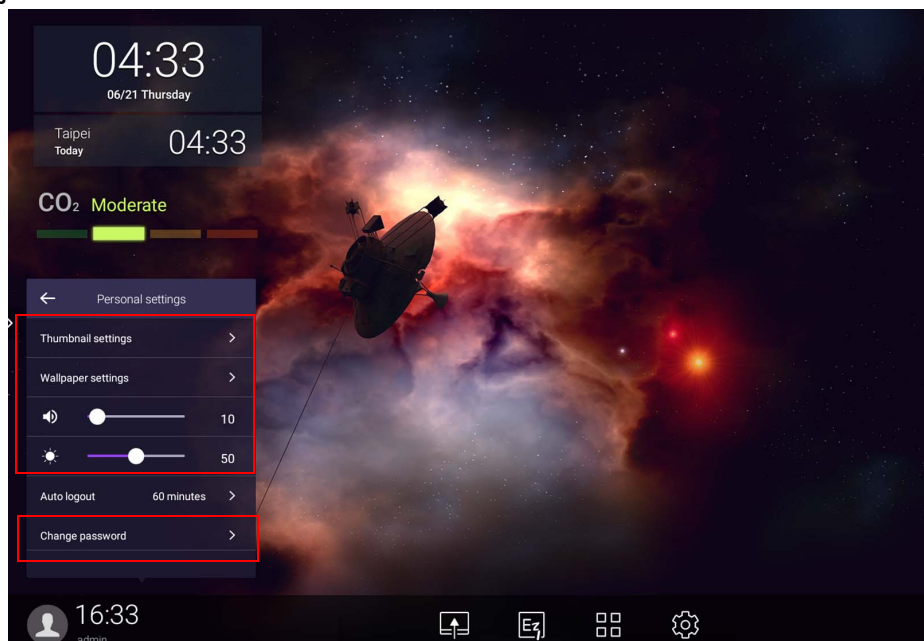 04:33
06/21 Thursday
Taipei
Today
04:33
CO₂ Moderate
Personal settings
Thumbnail settings
Wallpaper settings
10
50
Auto logout 60 minutes
Change password
16:33
admin